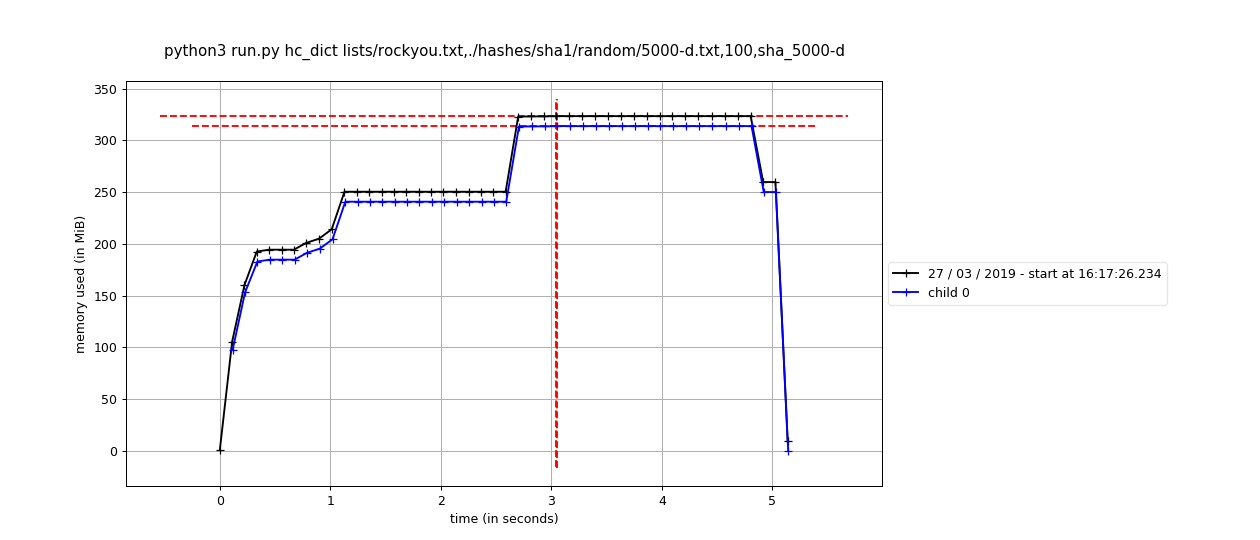 python3 run.py hc_dict lists/rockyou.txt,./hashes/sha1/random/5000-d.txt,100,sha_5000-d
350
300
250
200
150
100
50
0
memory used (in MiB)
0 1 2 3 4 5
time (in seconds)
27 / 03 / 2019 - start at 16:17:26.234
child 0